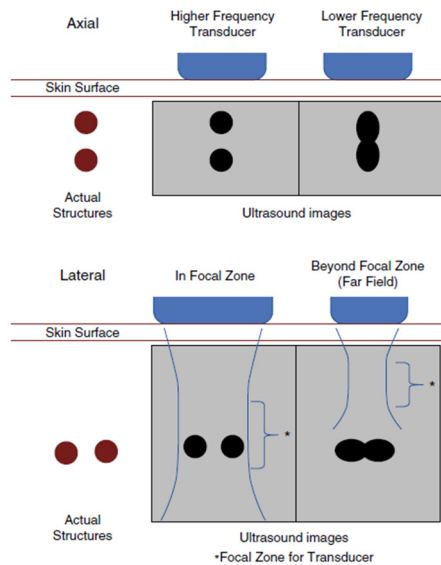 Axial
Higher Frequency
Transducer
Lower Frequency
Transducer
Skin Surface
Actual
Structures
Ultrasound images
Lateral
In Focal Zone
Beyond Focal Zone
(Far Field)
Skin Surface
*
*
Actual
Structures
Ultrasound images
*Focal Zone for Transducer